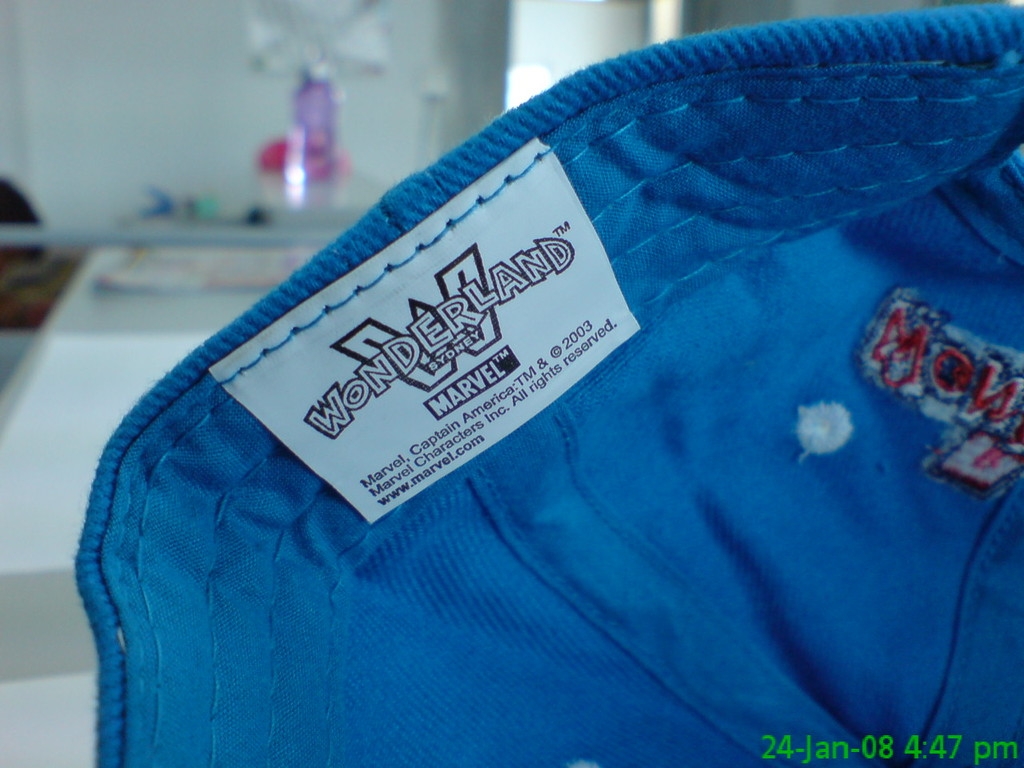 WONDERLAND™
SYDNEY
MARVEL™
Marvel, Captain America:TM & © 2003
Marvel Characters Inc. All rights reserved.
www.marvel.com
24-Jan-08 4:47 pm